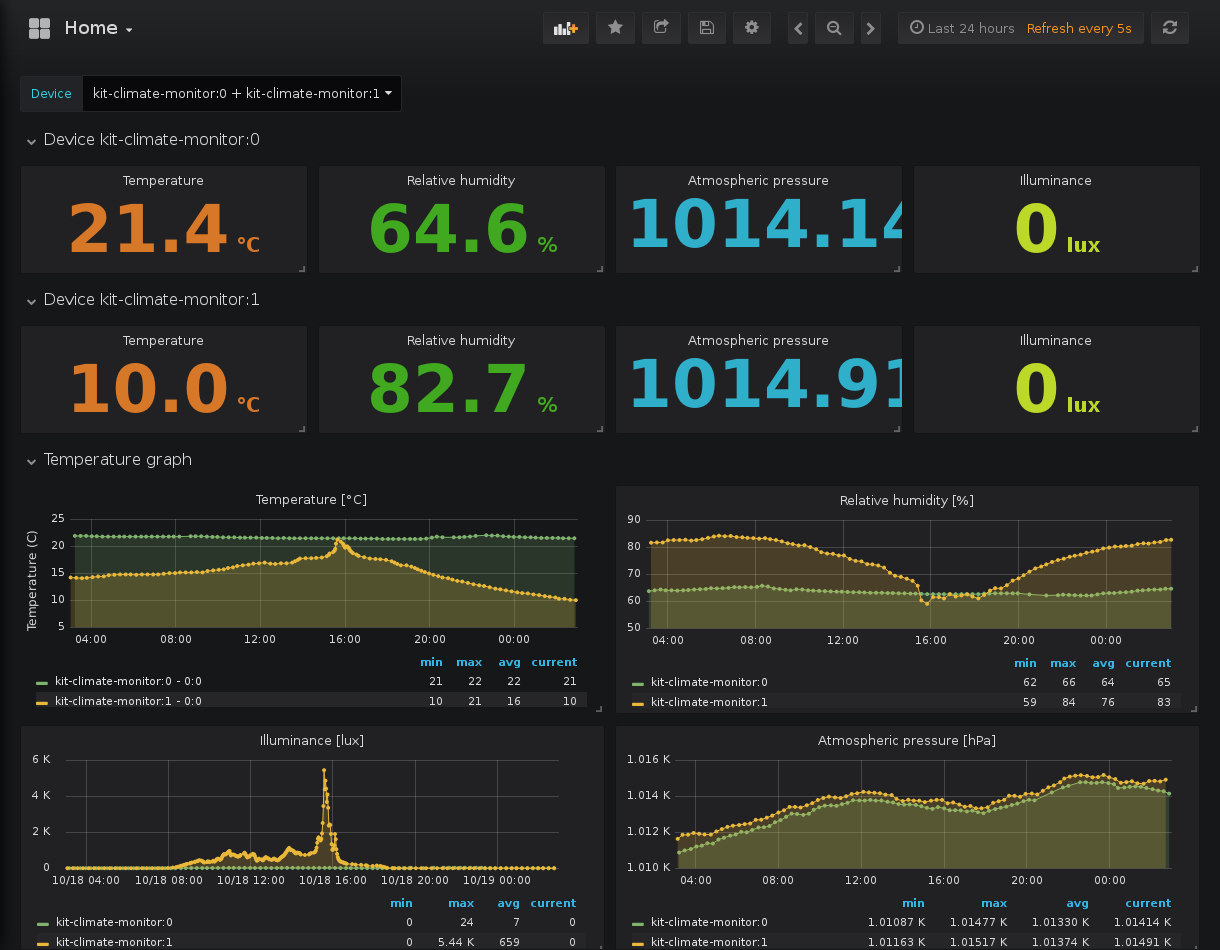 Home
Last 24 hours Refresh every 5s
Device kit-climate-monitor:0 + kit-climate-monitor:1
Device kit-climate-monitor:0
Temperature Relative humidity Atmospheric pressure Illuminance
21.4 °C 64.6 % 1014.14 0 lux
Device kit-climate-monitor:1
Temperature Relative humidity Atmospheric pressure Illuminance
10.0 °C 82.7 % 1014.91 0 lux
Temperature graph
Temperature [°C]
Temperature (C)
25
20
15
10
5
04:00 08:00 12:00 16:00 20:00 00:00
min max avg current
kit-climate-monitor:0 - 0:0 21 22 22 21
kit-climate-monitor:1 - 0:0 10 21 16 10
Relative humidity [%]
90
80
70
60
50
04:00 08:00 12:00 16:00 20:00 00:00
min max avg current
kit-climate-monitor:0 62 66 64 65
kit-climate-monitor:1 59 84 76 83
Illuminance [lux]
6 K
4 K
2 K
0
10/18 04:00 10/18 08:00 10/18 12:00 10/18 16:00 10/18 20:00 10/19 00:00
min max avg current
kit-climate-monitor:0 0 24 7 0
kit-climate-monitor:1 0 5.44 K 659 0
Atmospheric pressure [hPa]
1.016 K
1.014 K
1.012 K
1.010 K
04:00 08:00 12:00 16:00 20:00 00:00
min max avg current
kit-climate-monitor:0 1.01087 K 1.01477 K 1.01330 K 1.01414 K
kit-climate-monitor:1 1.01163 K 1.01517 K 1.01374 K 1.01491 K